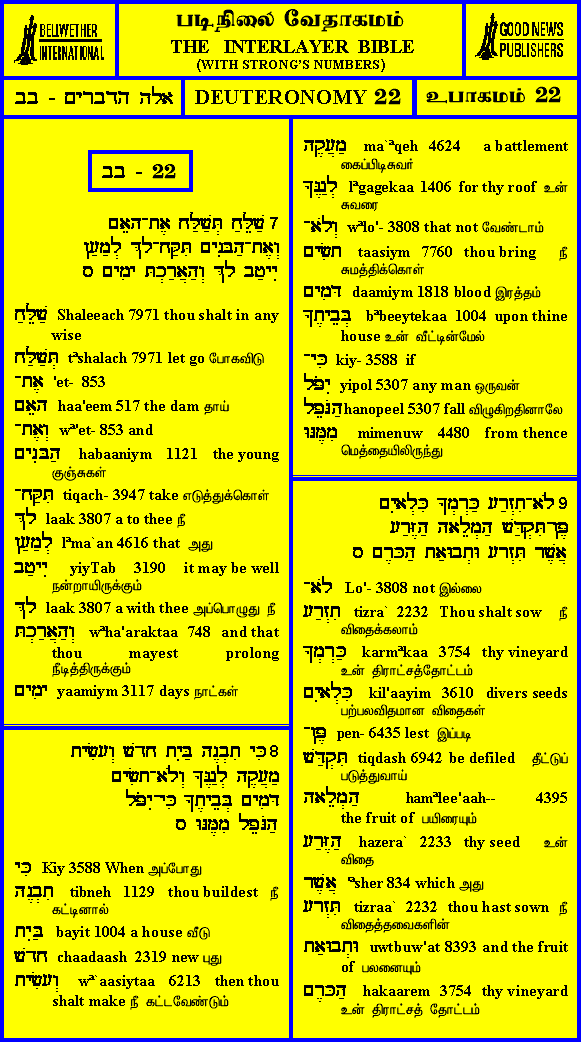 BELLWETHER
INTERNATIONAL
படிநிலை வேதாகமம்
THE INTERLAYER BIBLE
(WITH STRONG'S NUMBERS)
GOOD NEWS
PUBLISHERS
אלה הדברים - בב
DEUTERONOMY 22
உபாகமம் 22
בב - 22
7 שַׁלֵּחַ תְּשַׁלַּח אֶת־הָאֵם
וְאֶת־הַבָּנִים תִּקַּח־לָךְ לְמַעַן
יִיטַב לָךְ וְהַאֲרַכְתָּ יָמִים ס
שַׁלֵּחַ Shaleeach 7971 thou shalt in any
wise
תְּשַׁלַּח tªshalach 7971 let go போகவிடு
אֶת־ 'et- 853
הָאֵם haa'eem 517 the dam தாய்
וְאֶת־ wª'et- 853 and
הַבָּנִים habaaniym 1121 the young
குஞ்சுகள்
תִּקַּח־ tiqach- 3947 take எடுத்துக்கொள்
לָךְ laak 3807 a to thee நீ
לְמַעַן lªma`an 4616 that அது
יִיטַב yiyTab 3190 it may be well
நன்றாயிருக்கும்
לָךְ laak 3807 a with thee அப்பொழுது நீ
וְהַאֲרַכְתָּ wªha'araktaa 748 and that
thou mayest prolong
நீடித்திருக்கும்
יָמִים yaamiym 3117 days நாட்கள்
8 כִּי תִבְנֶה בַּיִת חָדָשׁ וְעָשִׂיתָ
מַעֲקֶה לְגַגֶּךָ וְלֹא־תָשִׂים
דָּמִים בְּבֵיתֶךָ כִּי־יִפֹּל
הַנֹּפֵל מִמֶּנּוּ ס
כִּי Kiy 3588 When அப்போது
תִבְנֶה tibneh 1129 thou buildest நீ
கட்டினால்
בַּיִת bayit 1004 a house வீடு
חָדָשׁ chaadaash 2319 new புது
וְעָשִׂיתָ wª`aasiytaa 6213 then thou
shalt make நீ கட்டவேண்டும்
מַעֲקֶה ma`ªqeh 4624 a battlement
கைப்பிடிசுவர்
לְגַגֶּךָ lªgagekaa 1406 for thy roof உன்
சுவரை
וְלֹא־ wªlo'- 3808 that not வேண்டாம்
תָשִׂים taasiym 7760 thou bring நீ
சுமத்திக்கொள்
דָּמִים daamiym 1818 blood இரத்தம்
בְּבֵיתֶךָ bªbeeytekaa 1004 upon thine
house உன் வீட்டின்மேல்
כִּי־ kiy- 3588 if
יִפֹּל yipol 5307 any man ஒருவன்
הַנֹּפֵל hanopeel 5307 fall விழுகிறதினாலே
מִמֶּנּוּ mimenuw 4480 from thence
மெத்தையிலிருந்து
9 לֹא־תִזְרַע כַּרְמְךָ כִּלְאָיִם
פֶּן־תִּקְדַּשׁ הַמְלֵאָה הַזֶּרַע
אֲשֶׁר תִּזְרָע וּתְבוּאַת הַכָּרֶם ס
לֹא־ Lo'- 3808 not இல்லை
תִזְרַע tizra` 2232 Thou shalt sow நீ
விதைக்கலாம்
כַּרְמְךָ karmªkaa 3754 thy vineyard
உன் திராட்சத்தோட்டம்
כִּלְאָיִם kil'aayim 3610 divers seeds
பற்பலவிதமான விதைகள்
פֶּן־ pen- 6435 lest இப்படி
תִּקְדַּשׁ tiqdash 6942 be defiled தீட்டுப்
படுத்துவாய்
הַמְלֵאָה hamªlee'aah-- 4395
the fruit of பயிரையும்
הַזֶּרַע hazera` 2233 thy seed உன்
விதை
אֲשֶׁר ªsher 834 which அது
תִּזְרָע tizraa` 2232 thou hast sown நீ
விதைத்தவைகளின்
וּתְבוּאַת uwtbuw'at 8393 and the fruit
of பலனையும்
הַכָּרֶם hakaarem 3754 thy vineyard
உன் திராட்சத் தோட்டம்